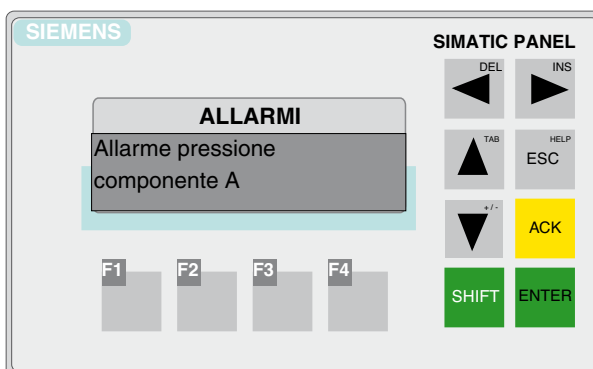 SIEMENS
SIMATIC PANEL
DEL
INS
ALLARMI
Allarme pressione
componente A
TAB
HELP
ESC
+/-
ACK
F1
F2
F3
F4
SHIFT
ENTER